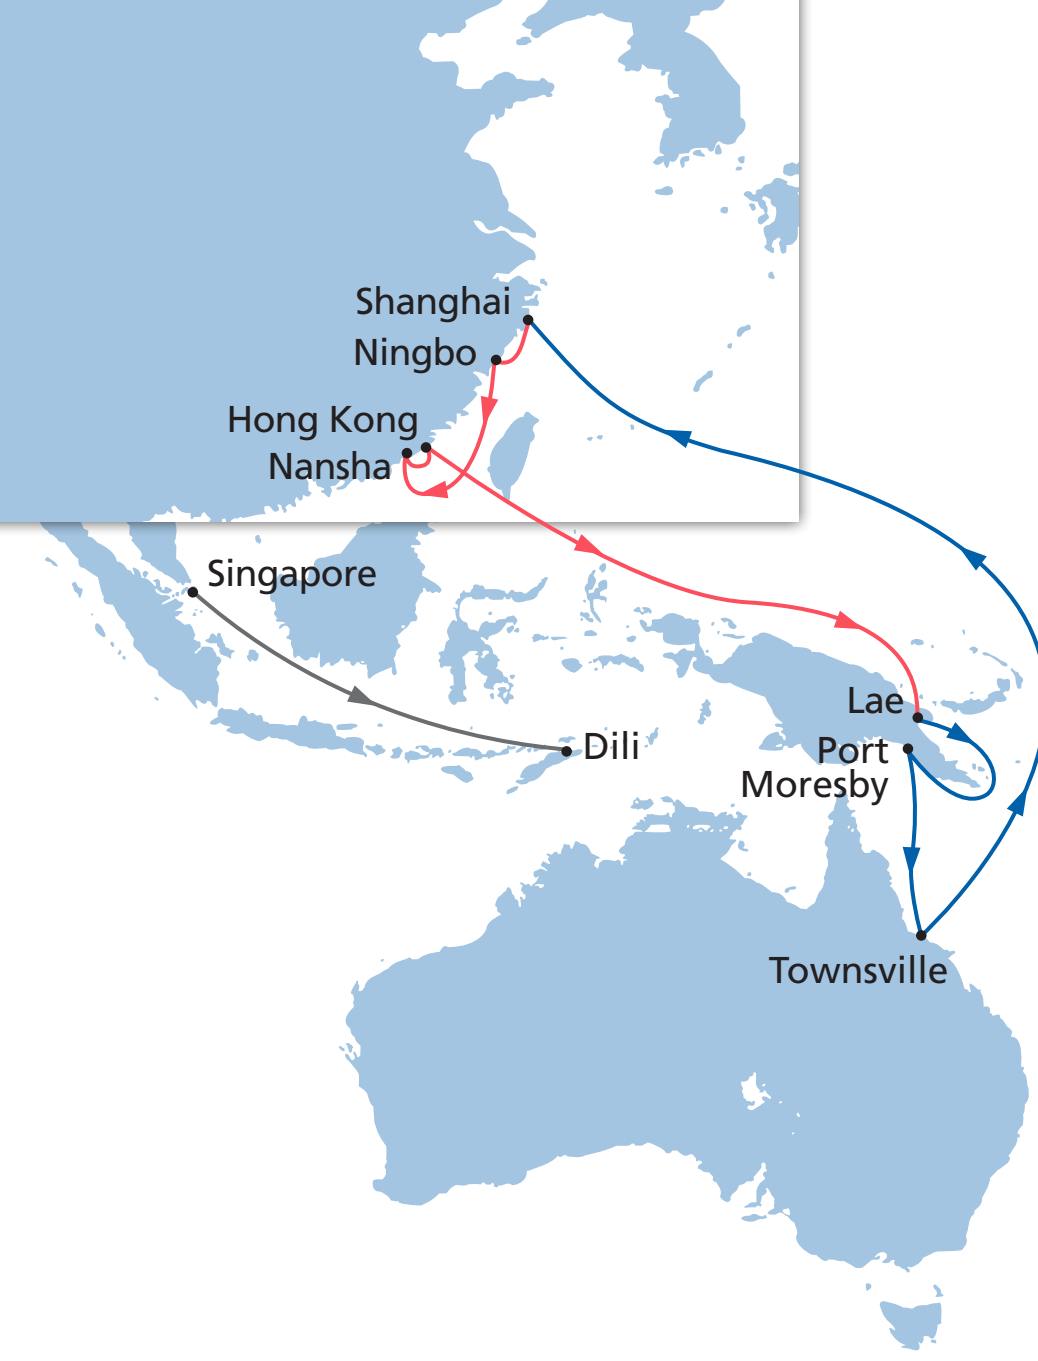 Shanghai
Ningbo
Hong Kong
Nansha
Singapore
Lae
Dili
Port
Moresby
Townsville